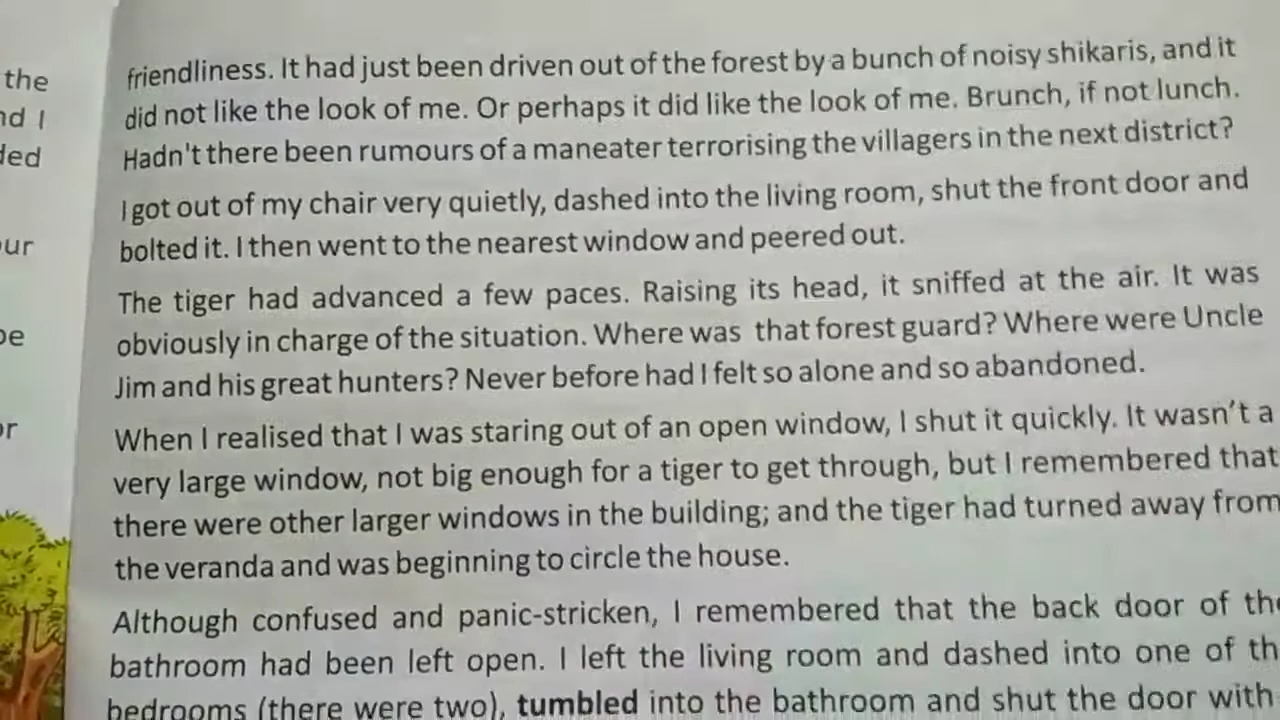 the
nd I
ded
our
be
or
friendliness. It had just been driven out of the forest by a bunch of noisy shikaris, and it
did not like the look of me. Or perhaps it did like the look of me. Brunch, if not lunch.
Hadn't there been rumours of a maneater terrorising the villagers in the next district?
I got out of my chair very quietly, dashed into the living room, shut the front door and
bolted it. I then went to the nearest window and peered out.
The tiger had advanced a few paces. Raising its head, it sniffed at the air. It was
obviously in charge of the situation. Where was that forest guard? Where were Uncle
Jim and his great hunters? Never before had I felt so alone and so abandoned.
When I realised that I was staring out of an open window, I shut it quickly. It wasn't a
very large window, not big enough for a tiger to get through, but I remembered that
there were other larger windows in the building; and the tiger had turned away from
the veranda and was beginning to circle the house.
Although confused and panic-stricken, I remembered that the back door of the
bathroom had been left open. I left the living room and dashed into one of th
bedrooms (there were two), tumbled into the bathroom and shut the door with